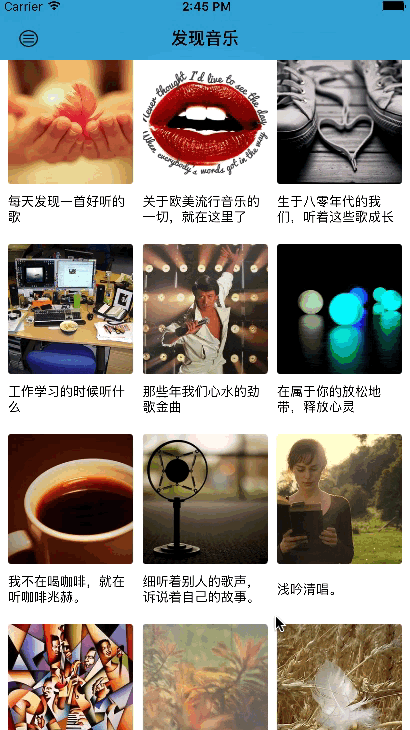 Carrier 2:45 PM
发现音乐
Never thought I'd live to see the day
When everybody's words got in the way
每天发现一首好听的
歌
关于欧美流行音乐的
一切，就在这里了
生于八零年代的我
们，听着这些歌成长
工作学习的时候听什
么
那些年我们心水的劲
歌金曲
在属于你的放松地
带，释放心灵
我不在喝咖啡，就在
听咖啡兆赫。
细听着别人的歌声，
诉说着自己的故事。
浅吟清唱。